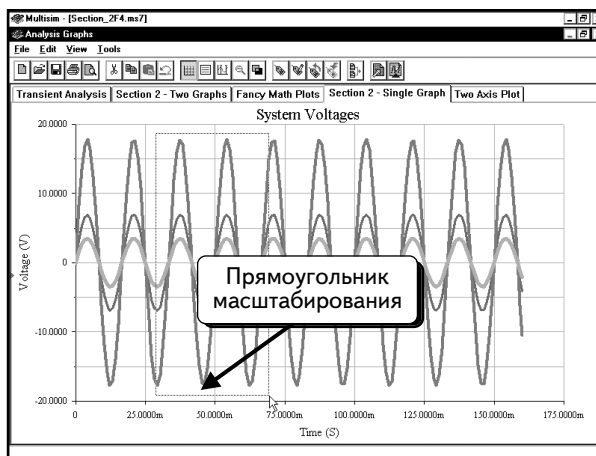 Multisim - [Section_2F4.ms7]
Analysis Graphs
File Edit View Tools
Transient Analysis Section 2 - Two Graphs Fancy Math Plots Section 2 - Single Graph Two Axis Plot
System Voltages
20.0000
10.0000
0
-10.0000
-20.0000
Voltage (V)
Прямоугольник
масштабирования
0 25.0000m 50.0000m 75.0000m 100.0000m 125.0000m 150.0000m 175.0000m
Time (S)